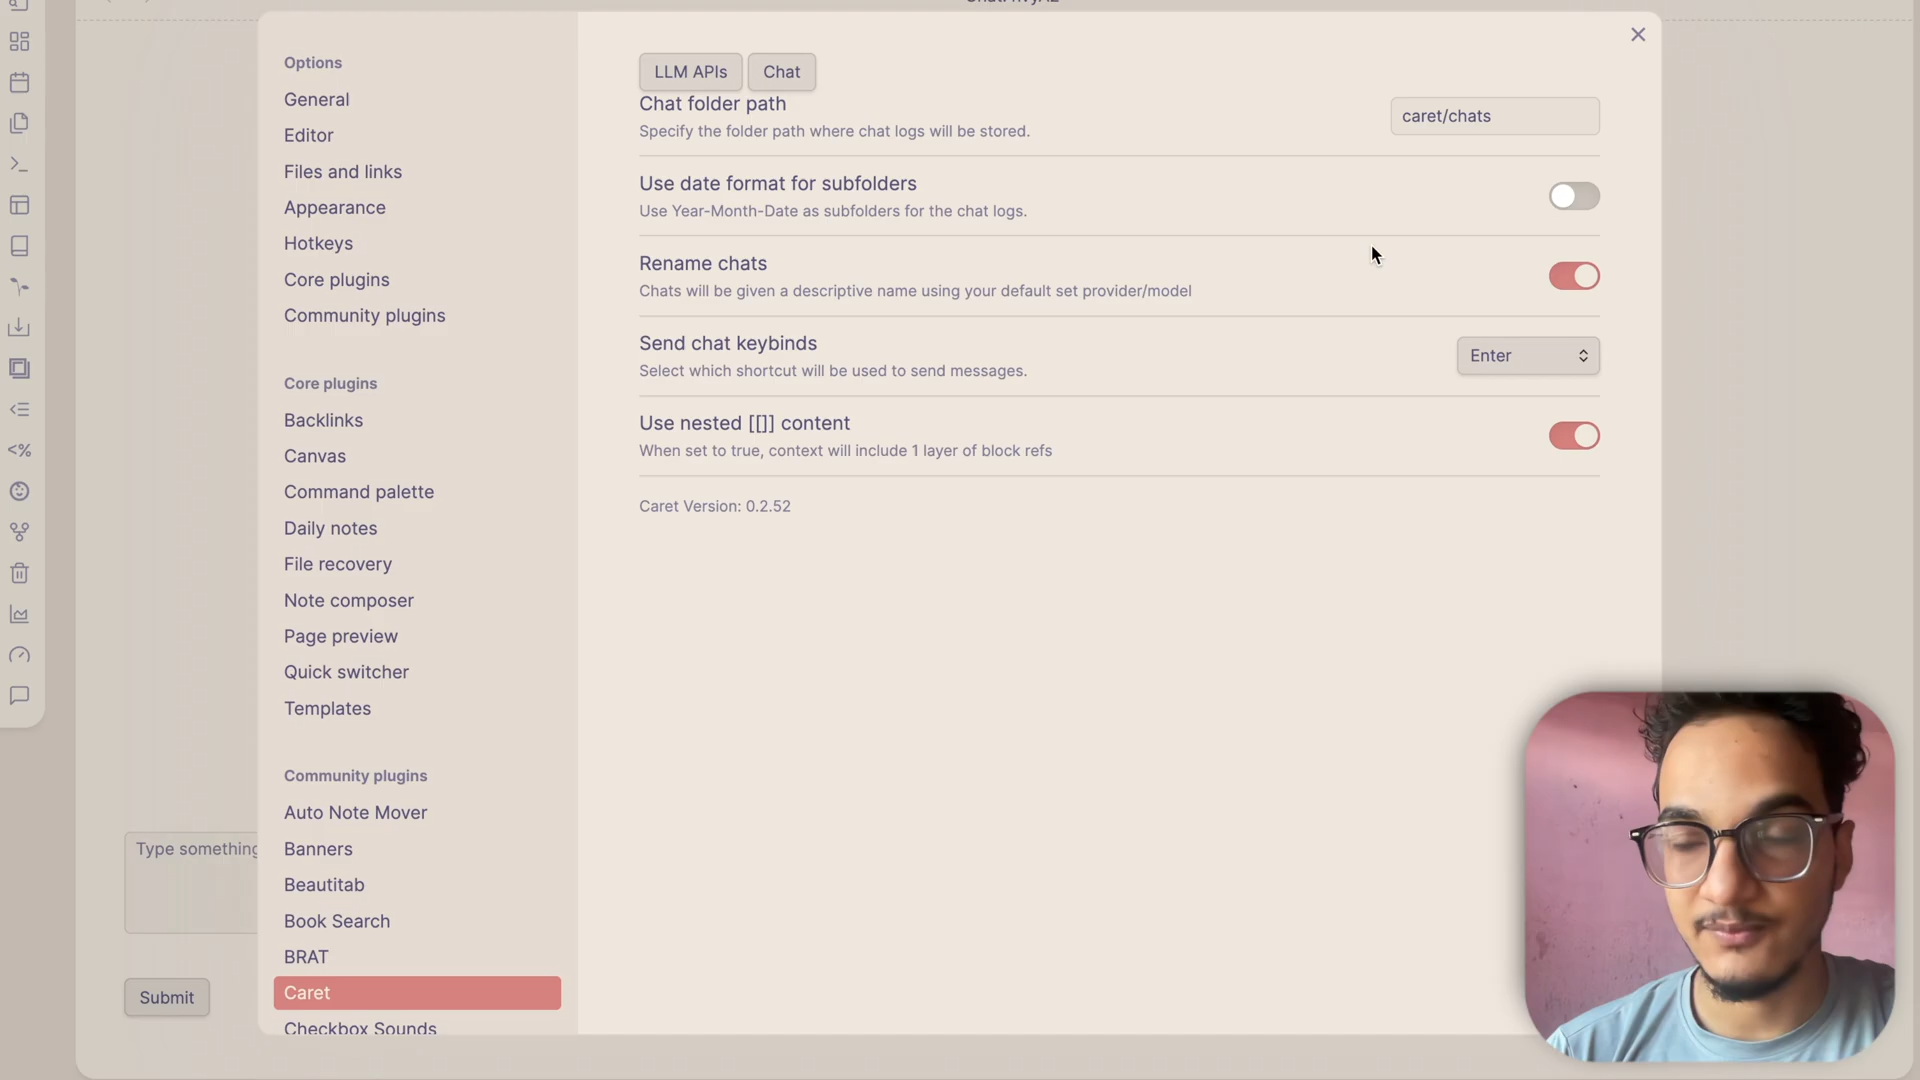 Options
General
Editor
Files and links
Appearance
Hotkeys
Core plugins
Community plugins
Core plugins
Backlinks
Canvas
Command palette
Daily notes
File recovery
Note composer
Page preview
Quick switcher
Templates
Community plugins
Auto Note Mover
Banners
Beautitab
Book Search
BRAT
Caret
Checkbox Sounds
LLM APIs
Chat
Chat folder path
Specify the folder path where chat logs will be stored.
caret/chats
Use date format for subfolders
Use Year-Month-Date as subfolders for the chat logs.
Rename chats
Chats will be given a descriptive name using your default set provider/model
Send chat keybinds
Select which shortcut will be used to send messages.
Enter
Use nested [[]] content
When set to true, context will include 1 layer of block refs
Caret Version: 0.2.52
Type something
Submit